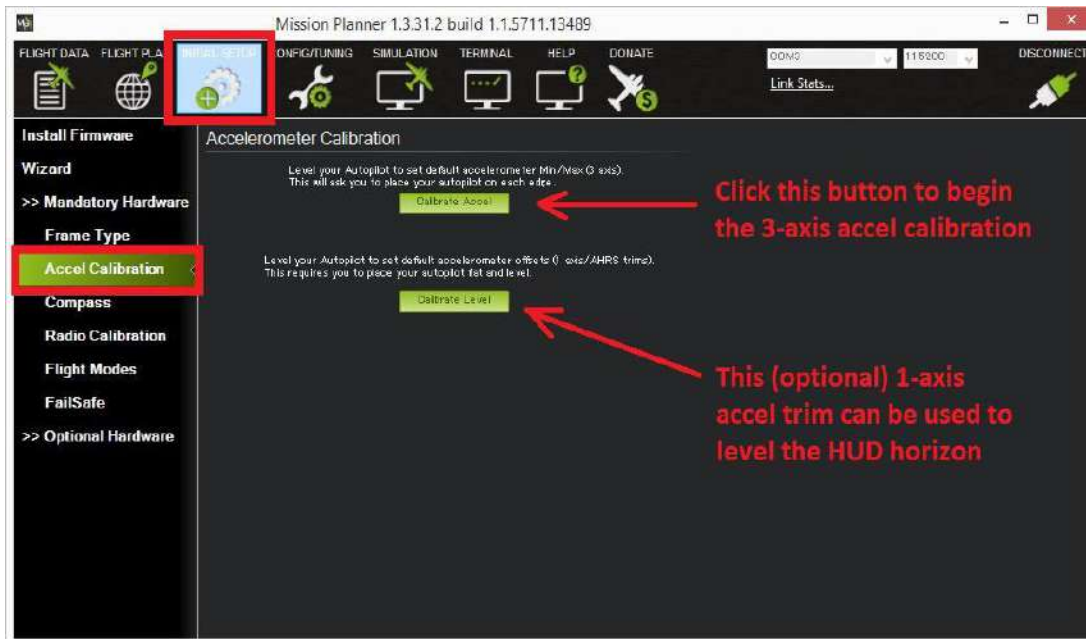 Mission Planner 1.3.31.2 build 1.1.5711.13489
FLIGHT DATA FLIGHT PLA INITIAL SETUP CONFIG/TUNING SIMULATION TERMINAL HELP DONATE
COM3 115200 DISCONNECT
Link Stats...
Install Firmware
Wizard
>> Mandatory Hardware
Frame Type
Accel Calibration
Compass
Radio Calibration
Flight Modes
FailSafe
>> Optional Hardware
Accelerometer Calibration
Level your Autopilot to set default accelerometer Min/Max (3 axis).
This will ask you to place your autopilot on each edge.
Calibrate Accel
Click this button to begin
the 3-axis accel calibration
Level your Autopilot to set default accelerometer offsets (1 axis/AHRS trims).
This requires you to place your autopilot flat and level.
Calibrate Level
This (optional) 1-axis
accel trim can be used to
level the HUD horizon